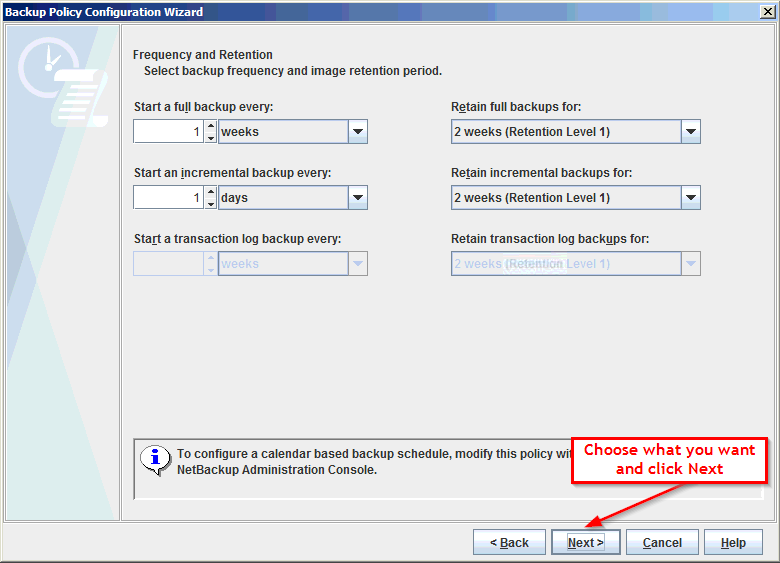 Backup Policy Configuration Wizard
Frequency and Retention
Select backup frequency and image retention period.
Start a full backup every:
Retain full backups for:
1 weeks
2 weeks (Retention Level 1)
Start an incremental backup every:
Retain incremental backups for:
1 days
2 weeks (Retention Level 1)
Start a transaction log backup every:
Retain transaction log backups for:
weeks
2 weeks (Retention Level 1)
To configure a calendar based backup schedule, modify this policy
NetBackup Administration Console.
Choose what you want
and click Next
< Back
Next >
Cancel
Help